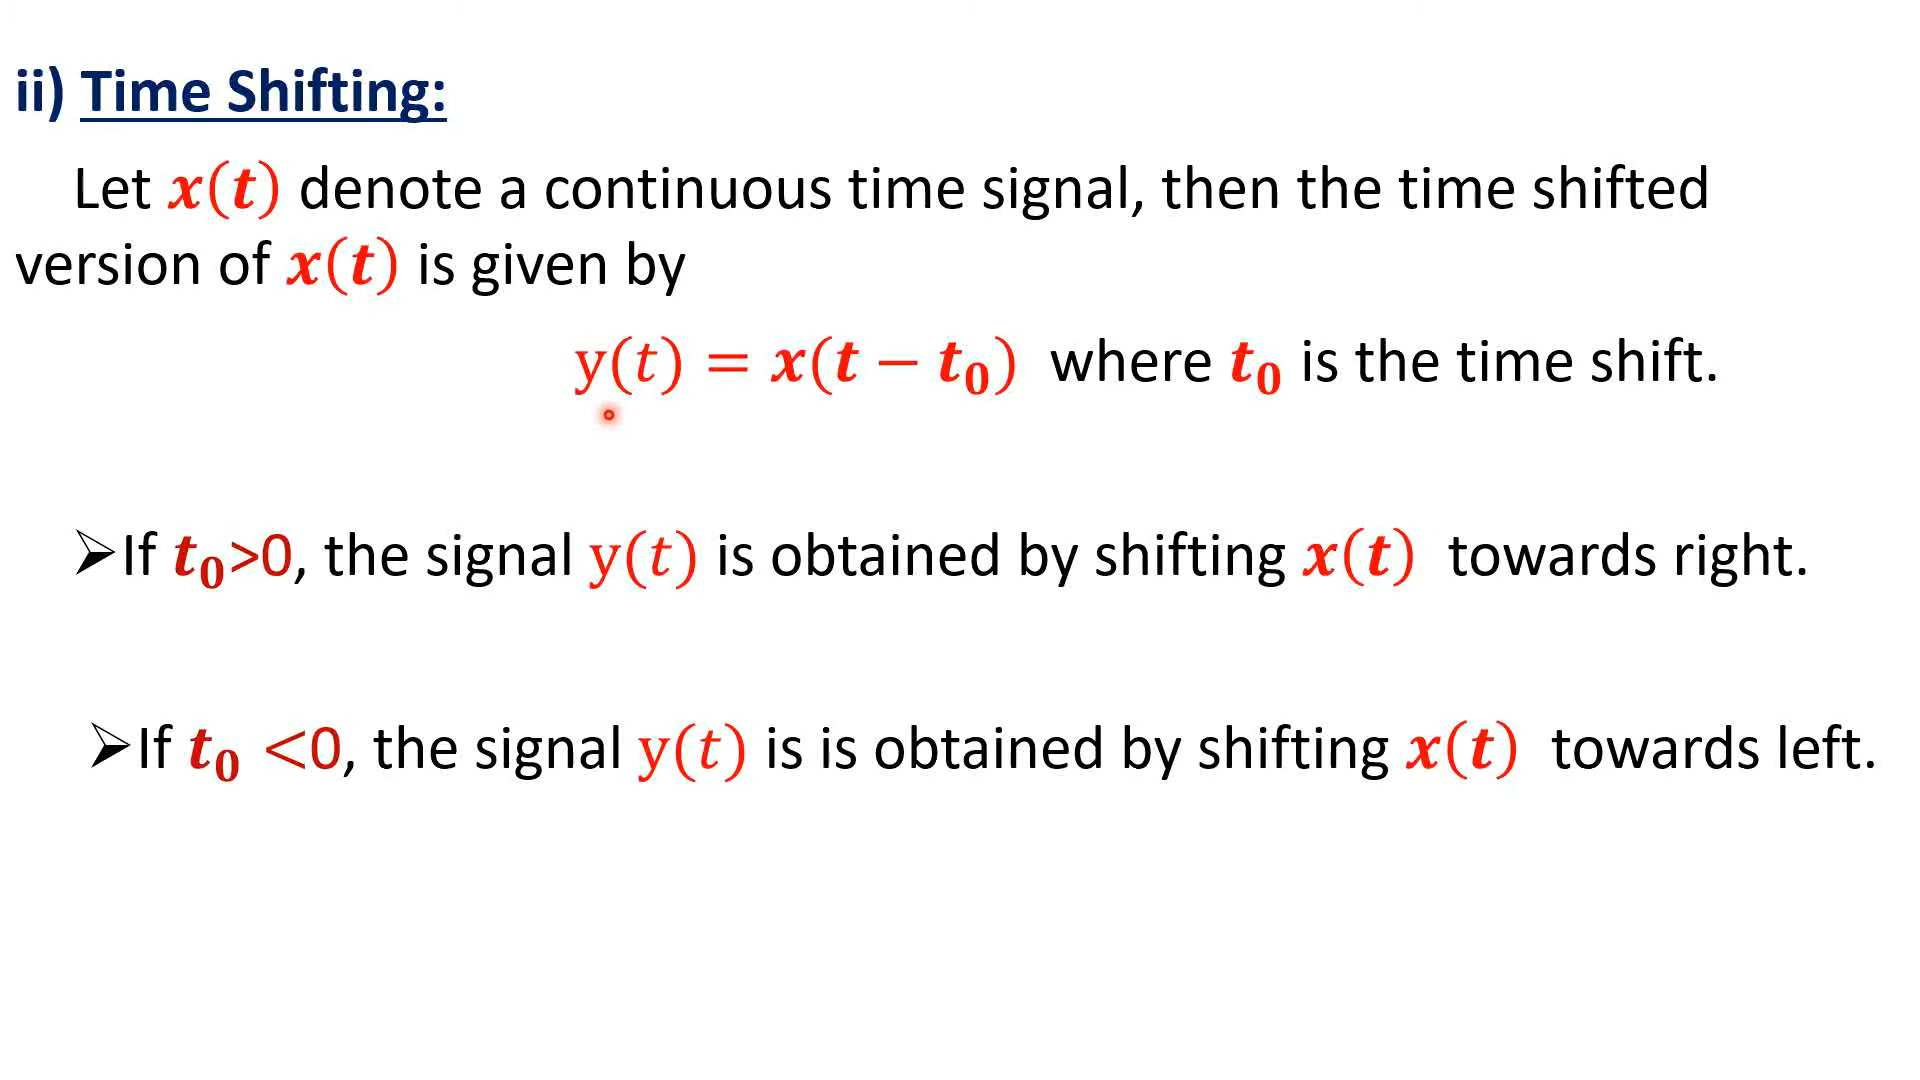 ii) Time Shifting:
Let x(t) denote a continuous time signal, then the time shifted
version of x(t) is given by
y(t) = x(t − t₀) where t₀ is the time shift.
➢If t₀>0, the signal y(t) is obtained by shifting x(t) towards right.
➢If t₀ <0, the signal y(t) is is obtained by shifting x(t) towards left.